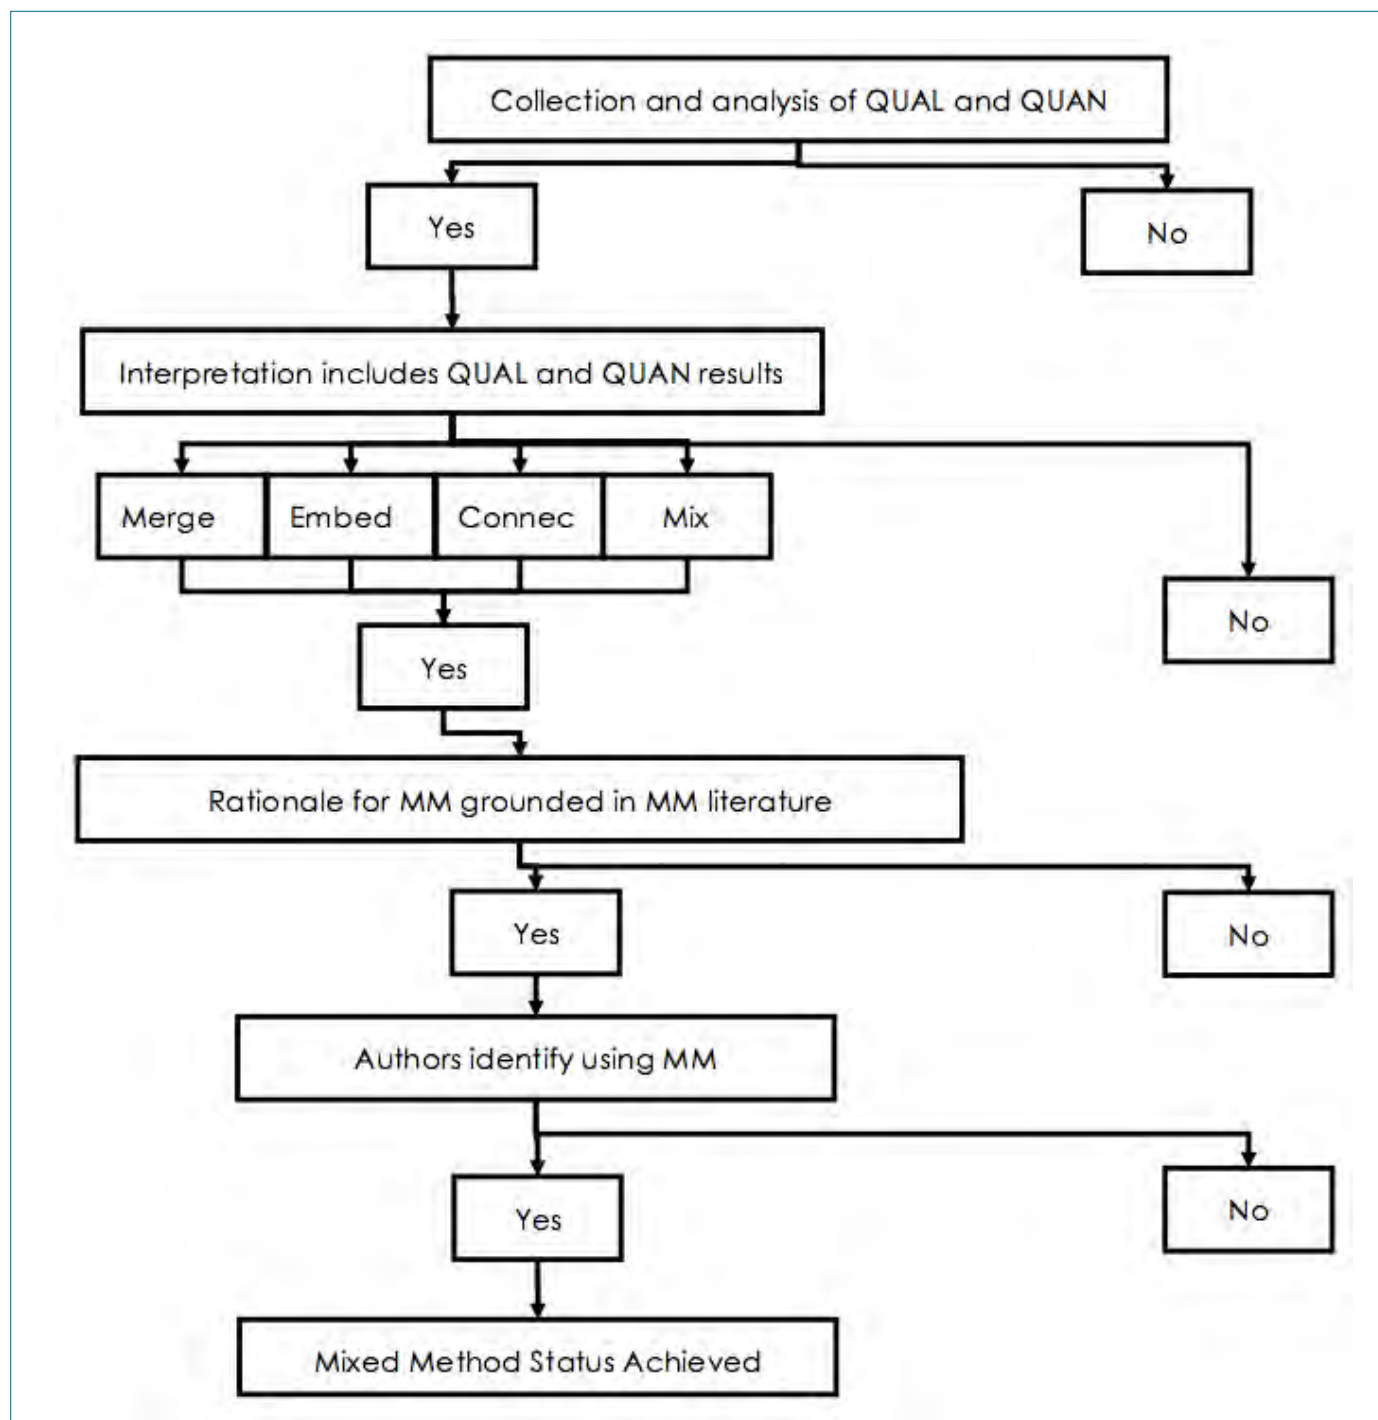 Collection and analysis of QUAL and QUAN
Yes
No
Interpretation includes QUAL and QUAN results
Merge
Embed
Connec
Mix
No
Yes
Rationale for MM grounded in MM literature
Yes
No
Authors identify using MM
Yes
No
Mixed Method Status Achieved